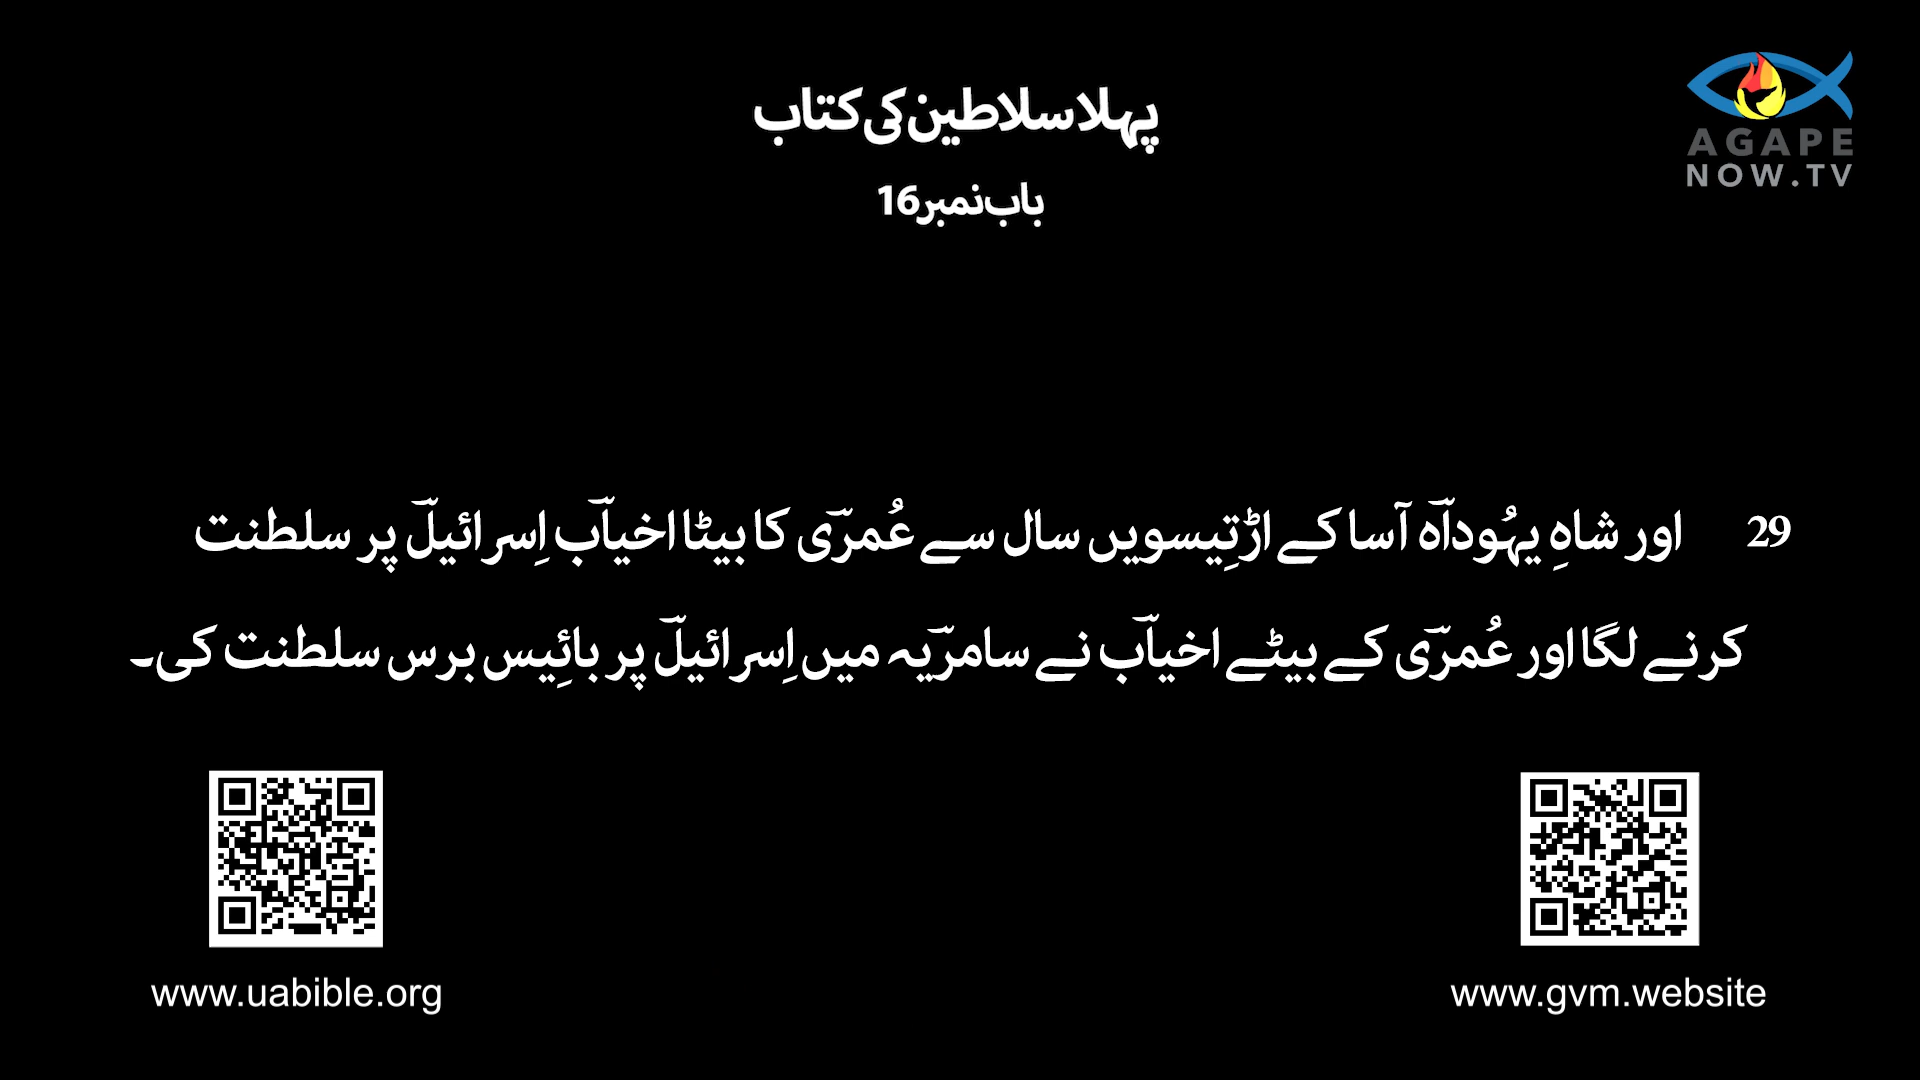 پہلا سلاطین کی کتاب
باب نمبر 16
AGAPE
NOW.TV
29 اور شاہِ یہُوداؔہ آسا کے اڑتِیسویں سال سے عُمرؔی کا بیٹا اخیاؔب اِسرائیلؔ پر سلطنت
کرنے لگا اور عُمرؔی کے بیٹے اخیاؔب نے سامرؔیہ میں اِسرائیلؔ پر بائِیس برس سلطنت کی۔
www.uabible.org
www.gvm.website